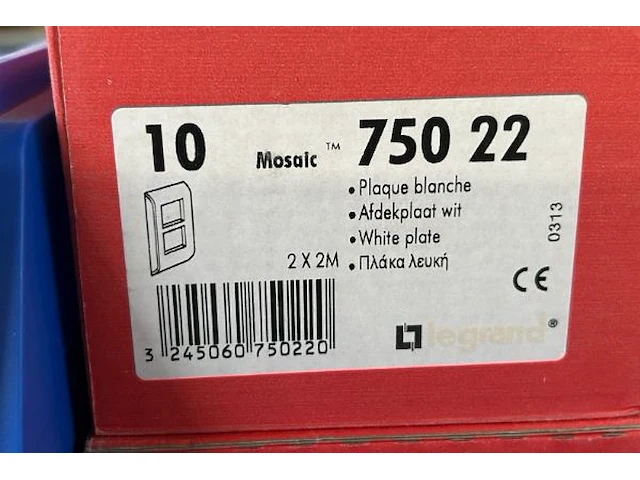 10 Mosaic™ 750 22
• Plaque blanche
• Afdekplaat wit
• White plate
• Πλάκα λευκή
2 X 2M
0313
CE
3 245060 750220
legrand®